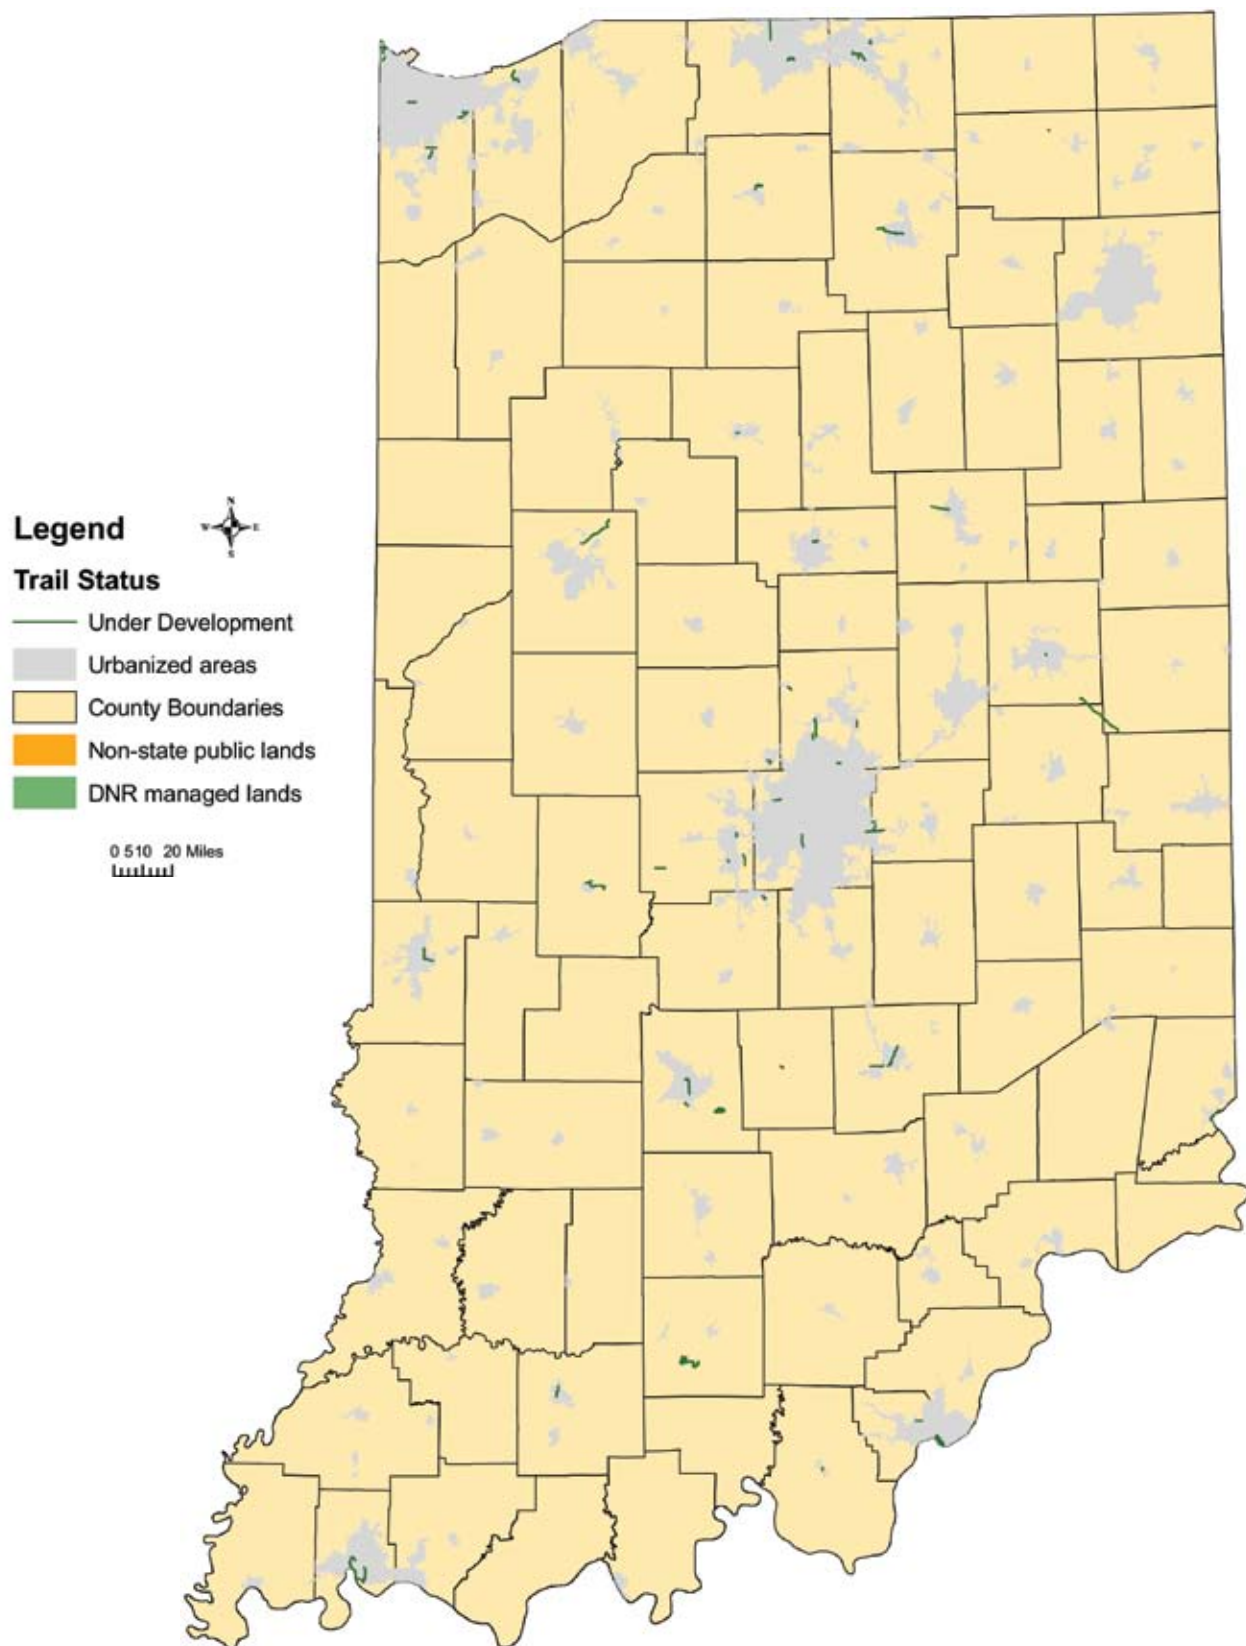 Legend
N
W E
S
Trail Status
Under Development
Urbanized areas
County Boundaries
Non-state public lands
DNR managed lands
0 5 10 20 Miles